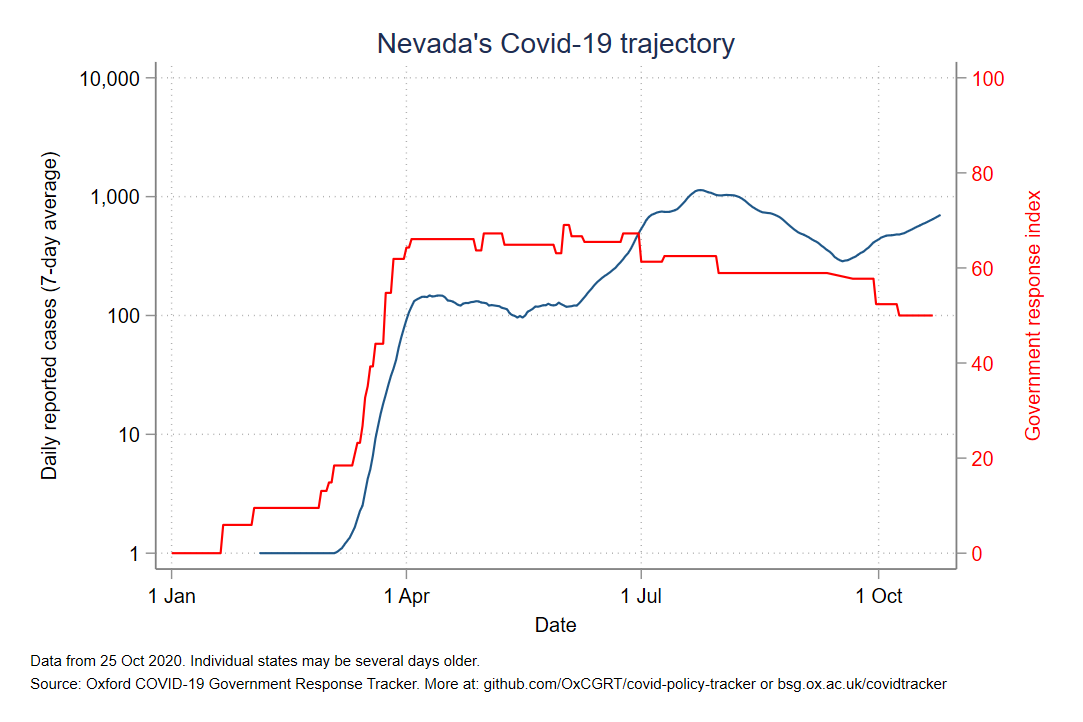 Nevada's Covid-19 trajectory
10,000
1,000
100
10
1
Daily reported cases (7-day average)
100
80
60
40
20
0
Government response index
1 Jan
1 Apr
1 Jul
1 Oct
Date
Data from 25 Oct 2020. Individual states may be several days older.
Source: Oxford COVID-19 Government Response Tracker. More at: github.com/OxCGRT/covid-policy-tracker or bsg.ox.ac.uk/covidtracker